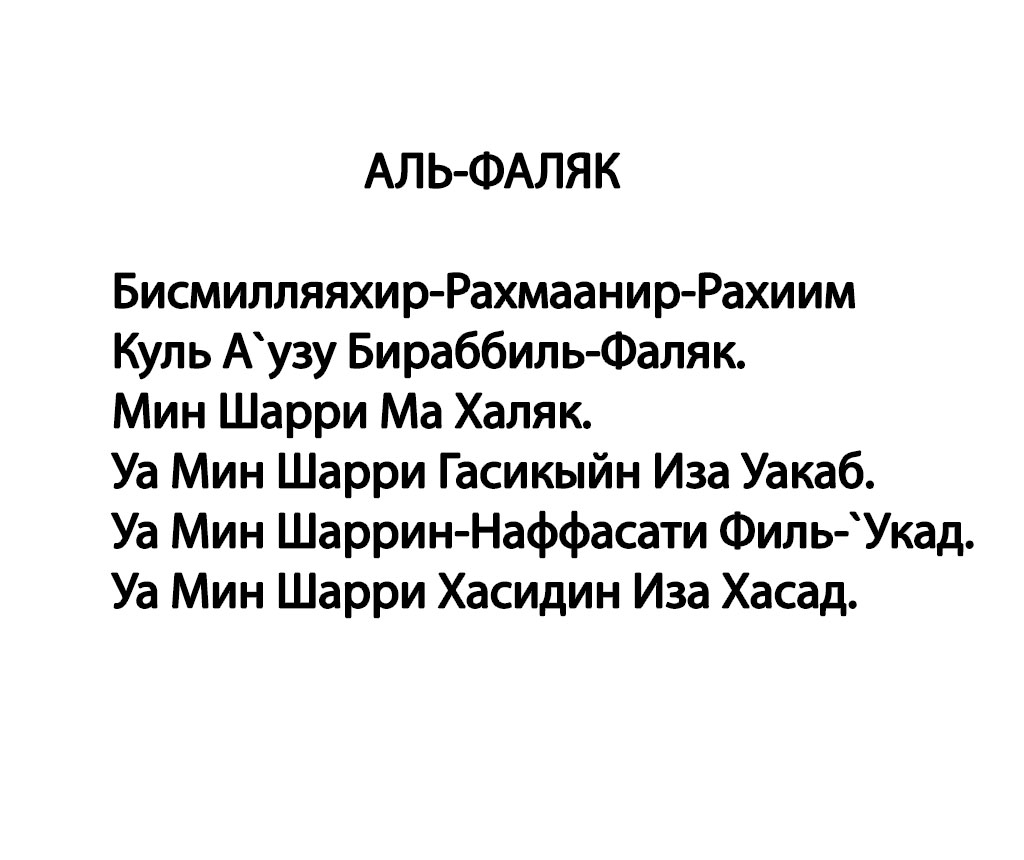 АЛЬ-ФАЛЯК
Бисмилляяхир-Рахмаанир-Рахиим
Куль А`узу Бираббиль-Фаляк.
Мин Шарри Ма Халяк.
Уа Мин Шарри Гасикыйн Иза Уакаб.
Уа Мин Шаррин-Наффасати Филь-`Укад.
Уа Мин Шарри Хасидин Иза Хасад.